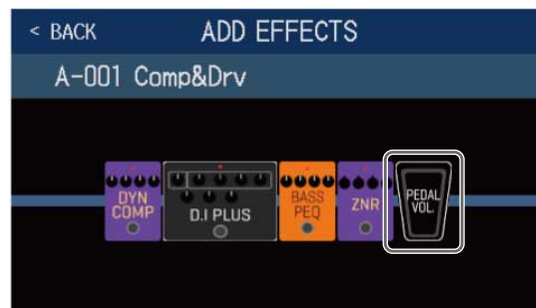 < BACK ADD EFFECTS
A-001 Comp&Drv
DYN
COMP
D.I PLUS
BASS
PEQ
ZNR
PEDAL
VOL.